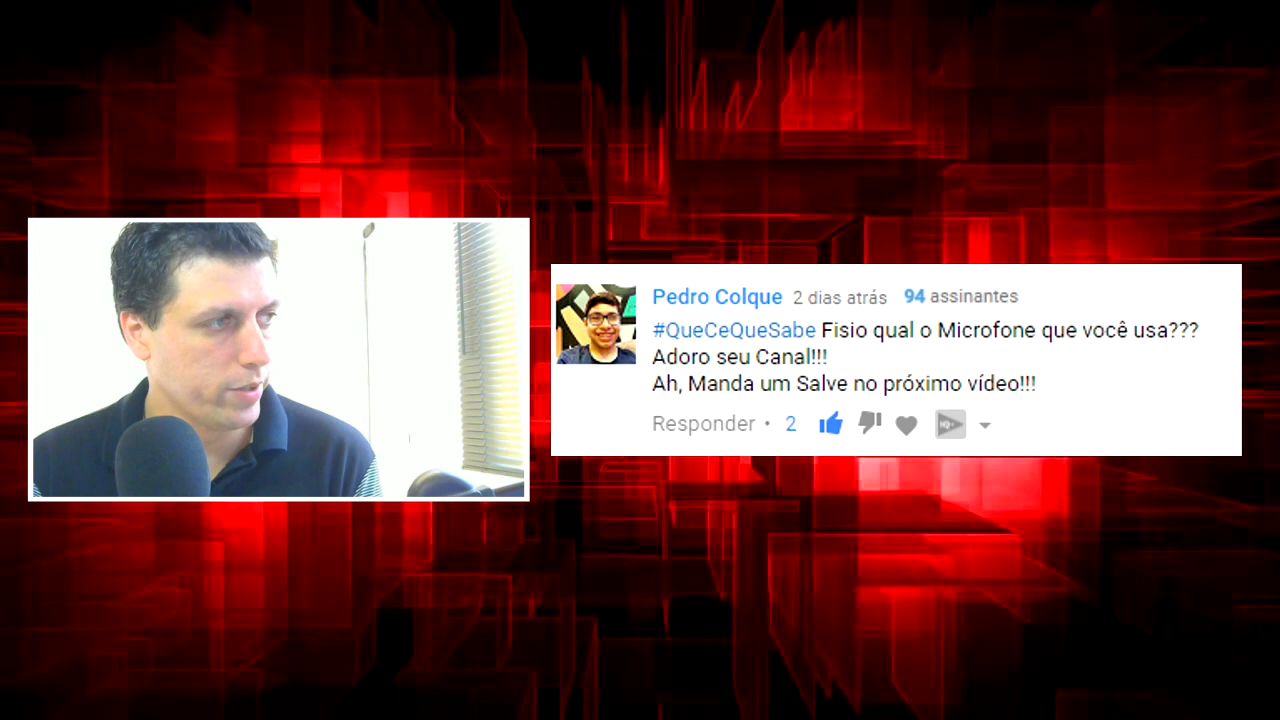 Pedro Colque 2 dias atrás 94 assinantes
#QueCeQueSabe Fisio qual o Microfone que você usa???
Adoro seu Canal!!!
Ah, Manda um Salve no próximo vídeo!!!
Responder · 2